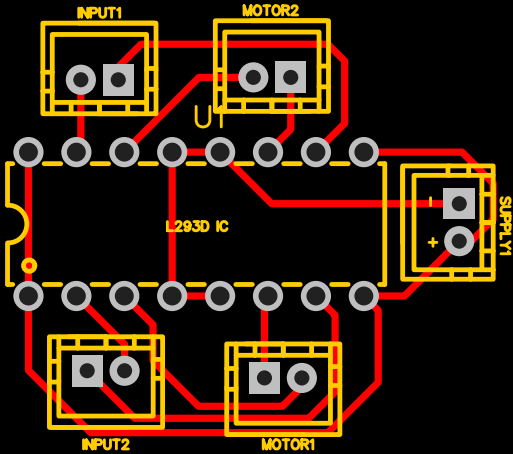 INPUT1
MOTOR2
U1
L293D IC
-
+
SUPPLY1
INPUT2
MOTOR1